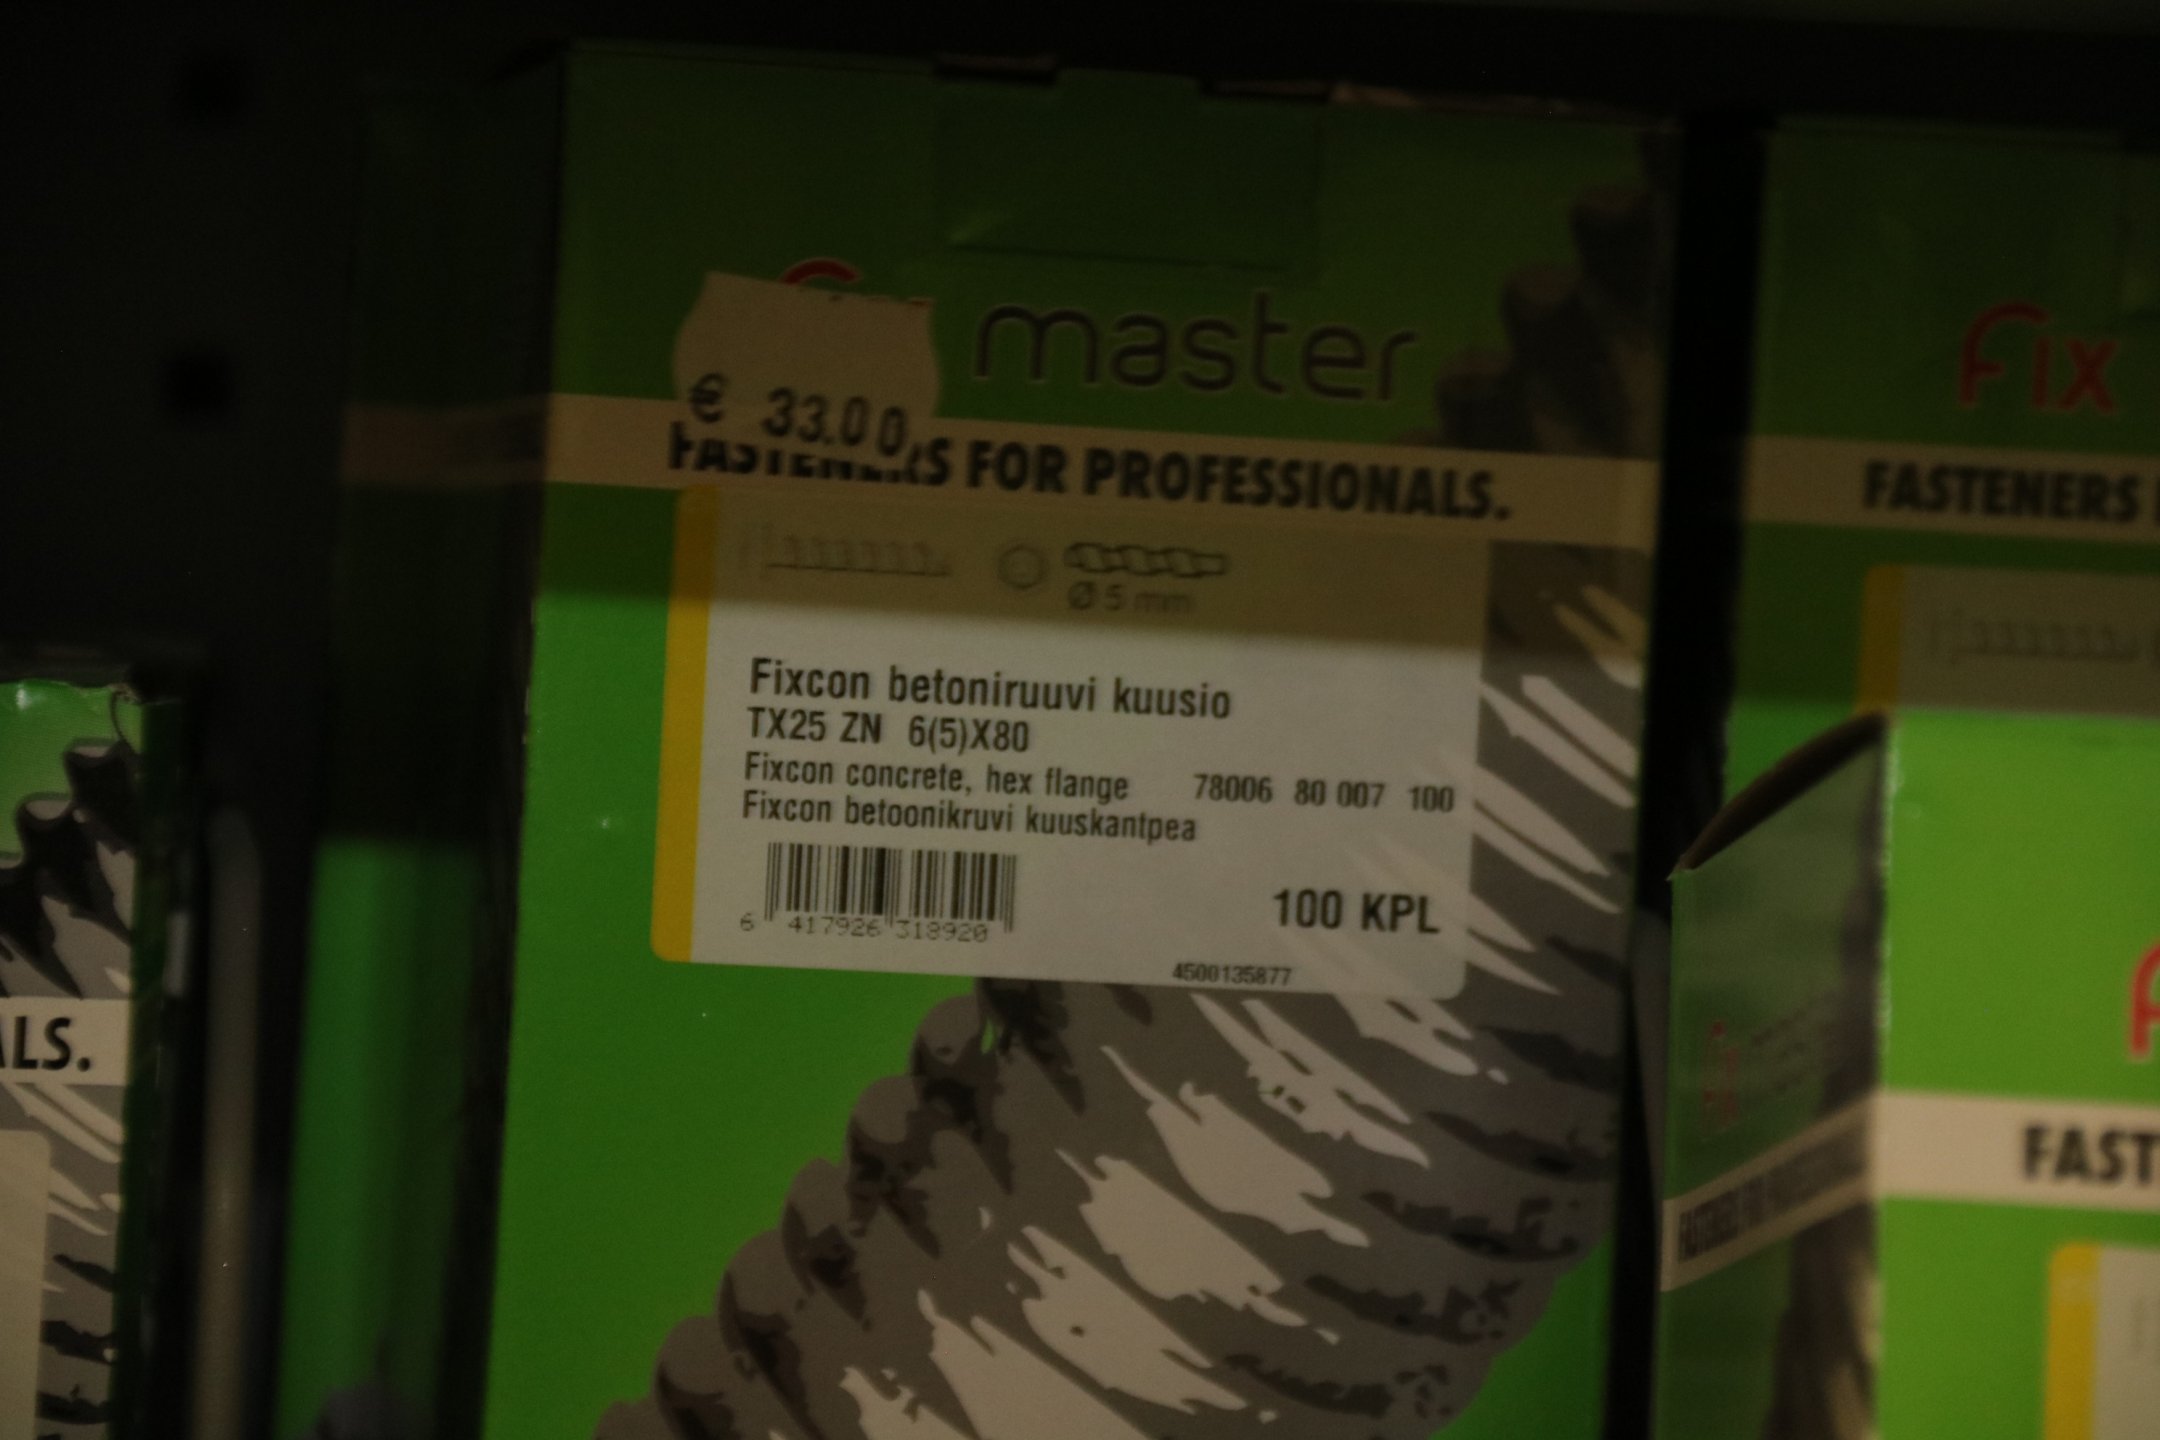 master
€ 33.00
FASTENERS FOR PROFESSIONALS.
Ø 5 mm
Fixcon betoniruuvi kuusio
TX25 ZN 6(5)X80
Fixcon concrete, hex flange 78006 80 007 100
Fixcon betoonikruvi kuuskantpea
6 417926 318920
100 KPL
4500135877
Fix
FASTENERS
ALS.
FAST